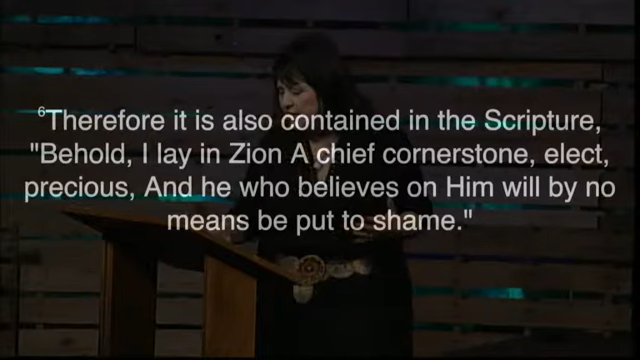 6Therefore it is also contained in the Scripture,
"Behold, I lay in Zion A chief cornerstone, elect,
precious, And he who believes on Him will by no
means be put to shame."